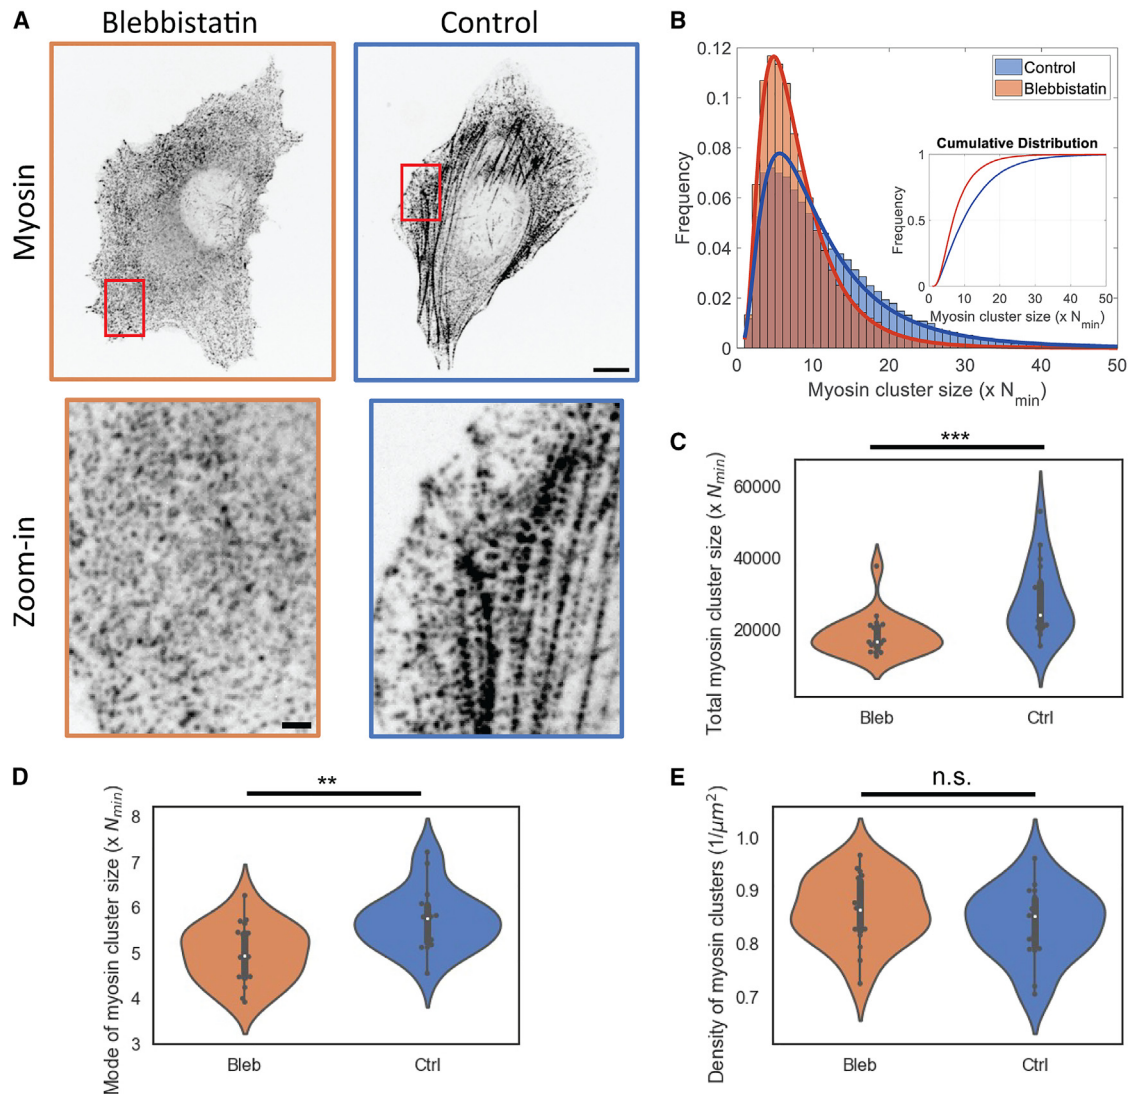 A
Blebbistatin
Control
Myosin
Zoom-in
B
0.12
0.1
0.08
0.06
0.04
0.02
0
Frequency
Control
Blebbistatin
Cumulative Distribution
1
0.5
0
Frequency
0 10 20 30 40 50
Myosin cluster size (x N_min)
0 10 20 30 40 50
Myosin cluster size (x N_min)
C
***
60000
40000
20000
Total myosin cluster size (x N_min)
Bleb Ctrl
D
**
8
7
6
5
4
3
Mode of myosin cluster size (x N_min)
Bleb Ctrl
E
n.s.
1.0
0.9
0.8
0.7
Density of myosin clusters (1/μm²)
Bleb Ctrl